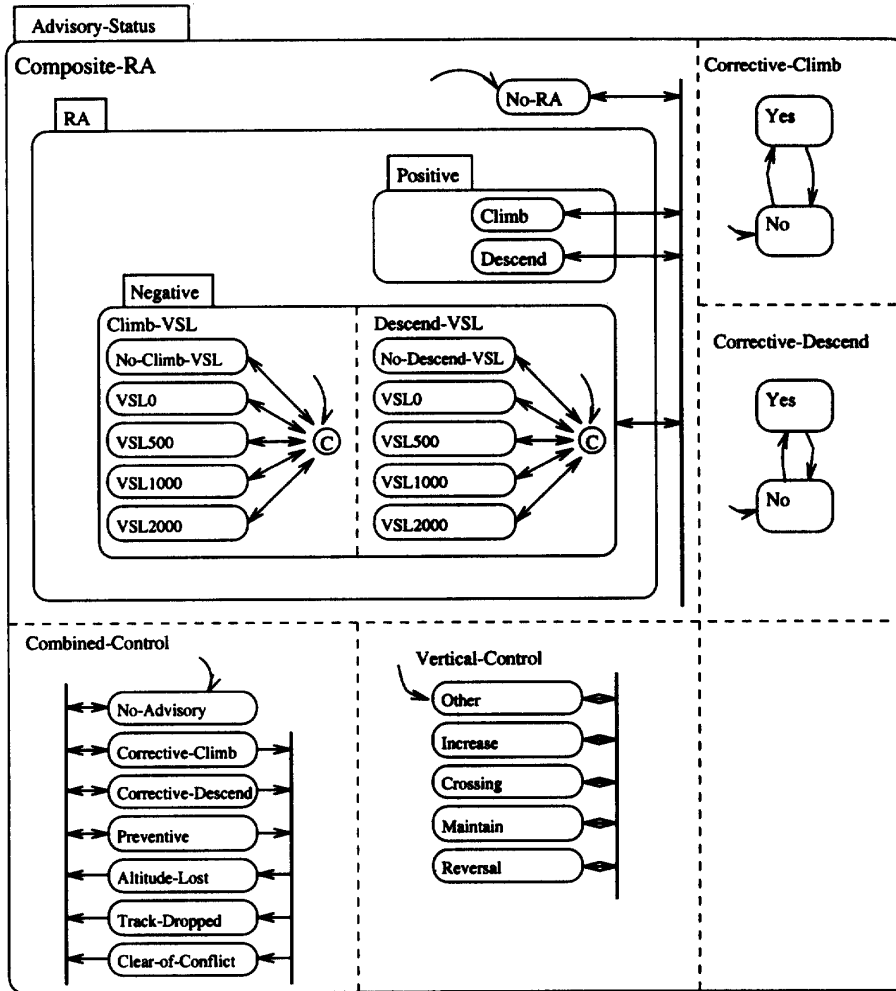 Advisory-Status
Composite-RA
No-RA
RA
Positive
Climb
Descend
Negative
Climb-VSL
No-Climb-VSL
VSL0
VSL500
VSL1000
VSL2000
C
Descend-VSL
No-Descend-VSL
VSL0
VSL500
VSL1000
VSL2000
C
Corrective-Climb
Yes
No
Corrective-Descend
Yes
No
Combined-Control
No-Advisory
Corrective-Climb
Corrective-Descend
Preventive
Altitude-Lost
Track-Dropped
Clear-of-Conflict
Vertical-Control
Other
Increase
Crossing
Maintain
Reversal